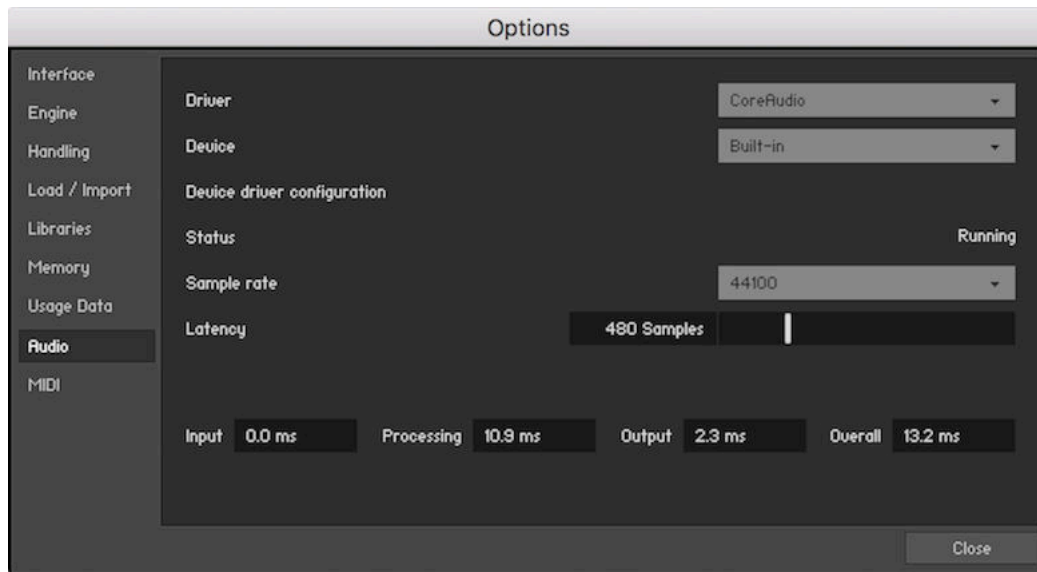 Options
Interface
Engine
Handling
Load / Import
Libraries
Memory
Usage Data
Audio
MIDI
Driver CoreAudio
Device Built-in
Device driver configuration
Status Running
Sample rate 44100
Latency 480 Samples
Input 0.0 ms Processing 10.9 ms Output 2.3 ms Overall 13.2 ms
Close